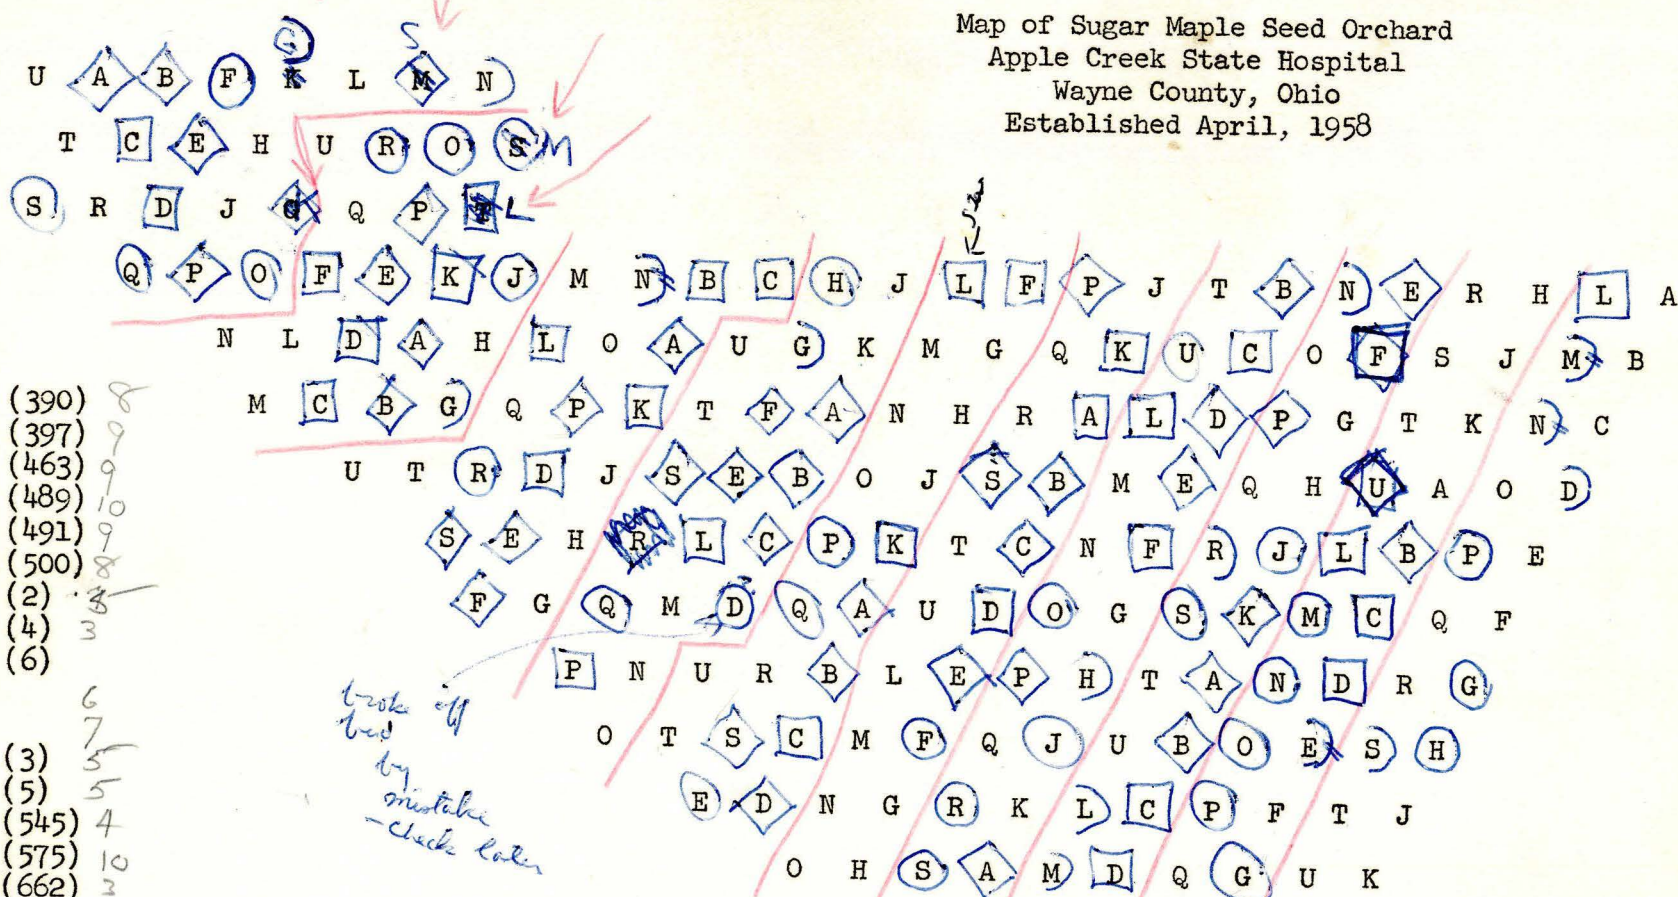 Map of Sugar Maple Seed Orchard
Apple Creek State Hospital
Wayne County, Ohio
Established April, 1958
G S
U A B F K L M N
T C E H U R O S M
S R D J G Q P T L
Q P O F E K J M N B C H J L F P J T B N E R H L A
N L D A H L O A U G K M G Q K U C O F S J M B
(390) 8 M C B G Q P K T F A N H R A L D P G T K N C
(397) 9
(463) 9 U T R D J S E B O J S B M E Q H U A O D
(489) 10
(491) 9 S E H R L C P K T C N F R J L B P E
(500) 8
(2) F G Q M D Q A U D O G S K M C Q F
(4) 3
(6) P N U R B L E P H T A N D R G
6
7 O T S C M F Q J U B O E S H
(3) 5
(5) 5 E D N G R K L C P F T J
(545) 4
(575) 10 O H S A M D Q G U K
(662) 3
broke off
bud
by
mistake
- check later